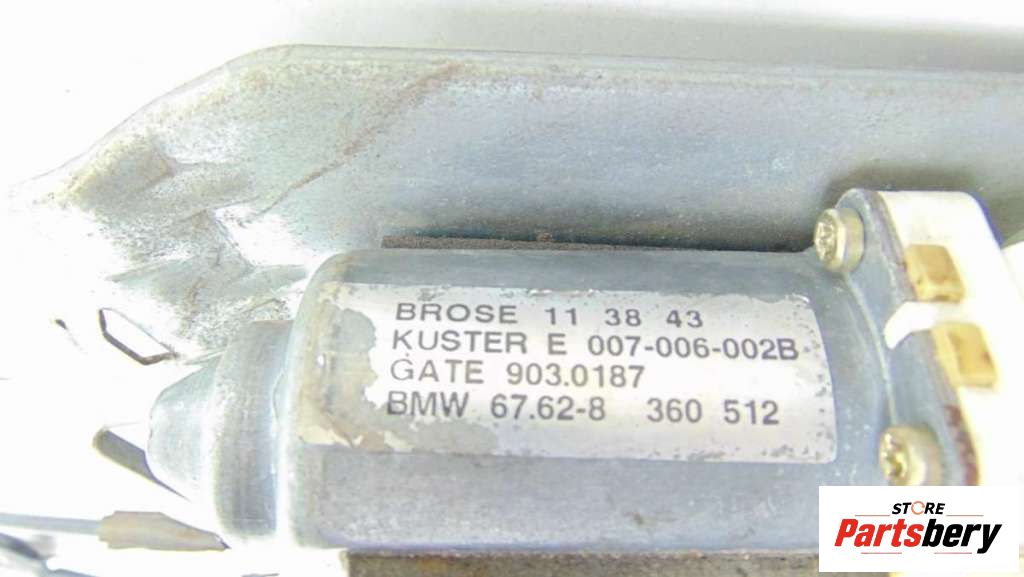 BROSE 11 38 43
KUSTER E 007-006-002B
GATE 903.0187
BMW 67.62-8 360 512
STORE
Partsbery